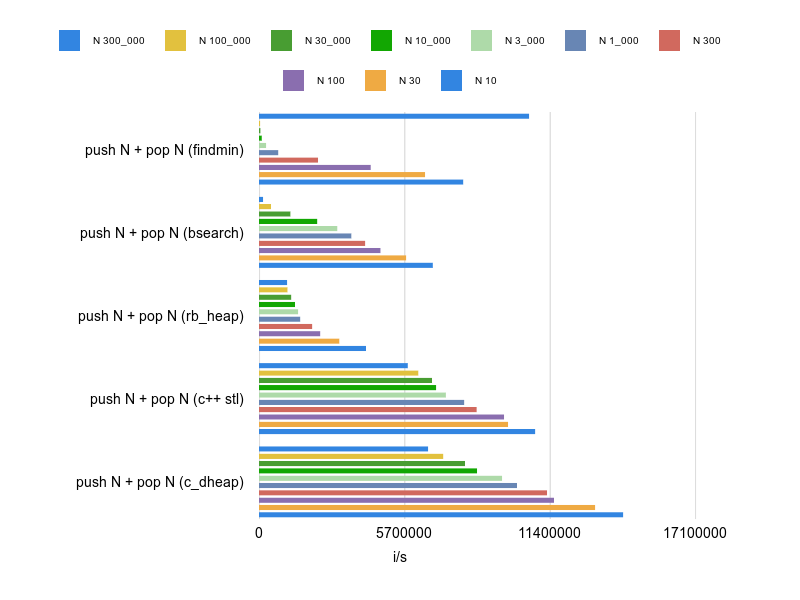 N 300_000 N 100_000 N 30_000 N 10_000 N 3_000 N 1_000 N 300
N 100 N 30 N 10
push N + pop N (findmin)
push N + pop N (bsearch)
push N + pop N (rb_heap)
push N + pop N (c++ stl)
push N + pop N (c_dheap)
0 5700000 11400000 17100000
i/s